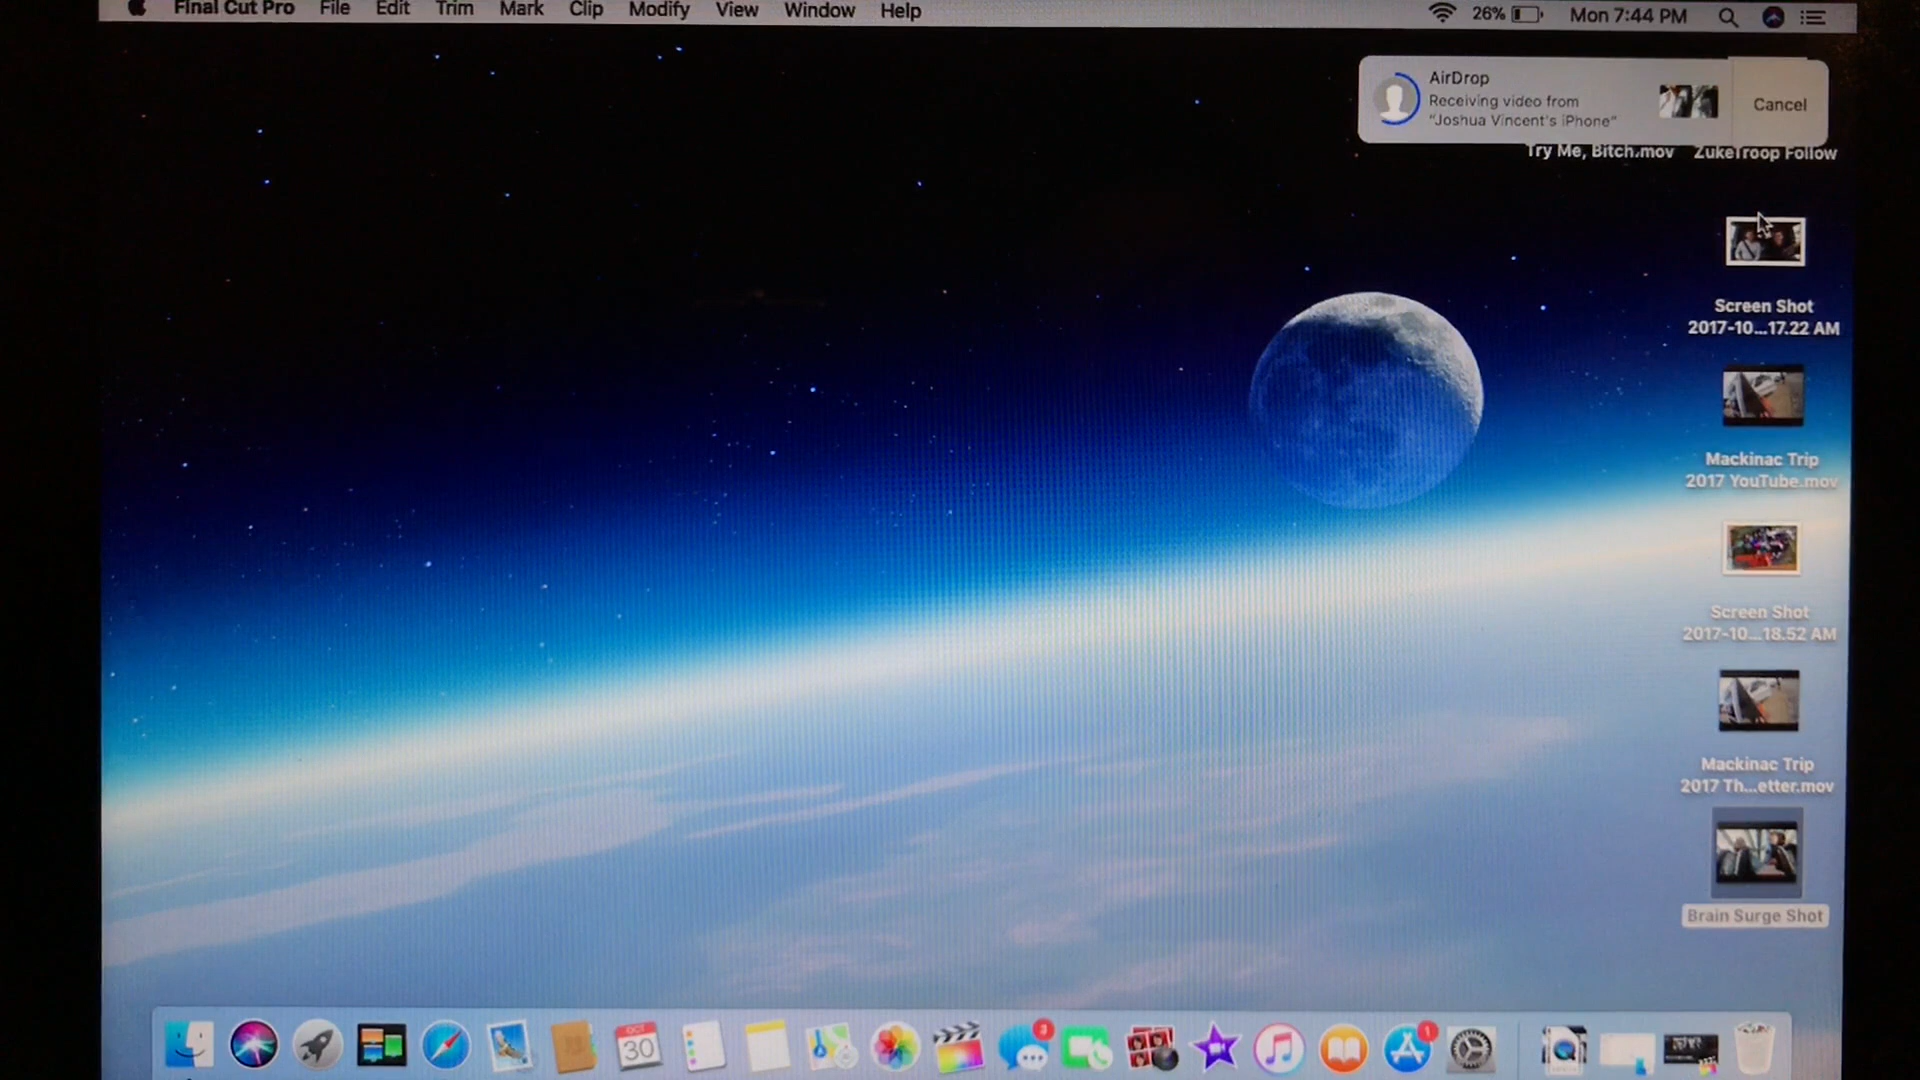 Final Cut Pro File Edit Trim Mark Clip Modify View Window Help 26% Mon 7:44 PM
AirDrop
Receiving video from
"Joshua Vincent's iPhone"
Cancel
Try Me, Bitch.mov
ZukeTroop Follow
Screen Shot
2017-10...17.22 AM
Mackinac Trip
2017 YouTube.mov
Screen Shot
2017-10...18.52 AM
Mackinac Trip
2017 Th...etter.mov
Brain Surge Shot
OCT
30
3
1